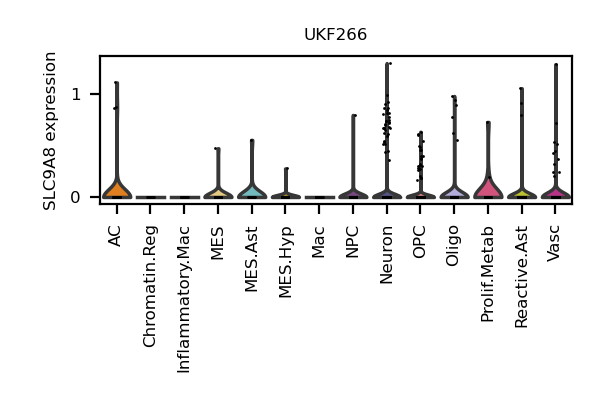 UKF266
SLC9A8 expression
1
0
AC
Chromatin.Reg
Inflammatory.Mac
MES
MES.Ast
MES.Hyp
Mac
NPC
Neuron
OPC
Oligo
Prolif.Metab
Reactive.Ast
Vasc